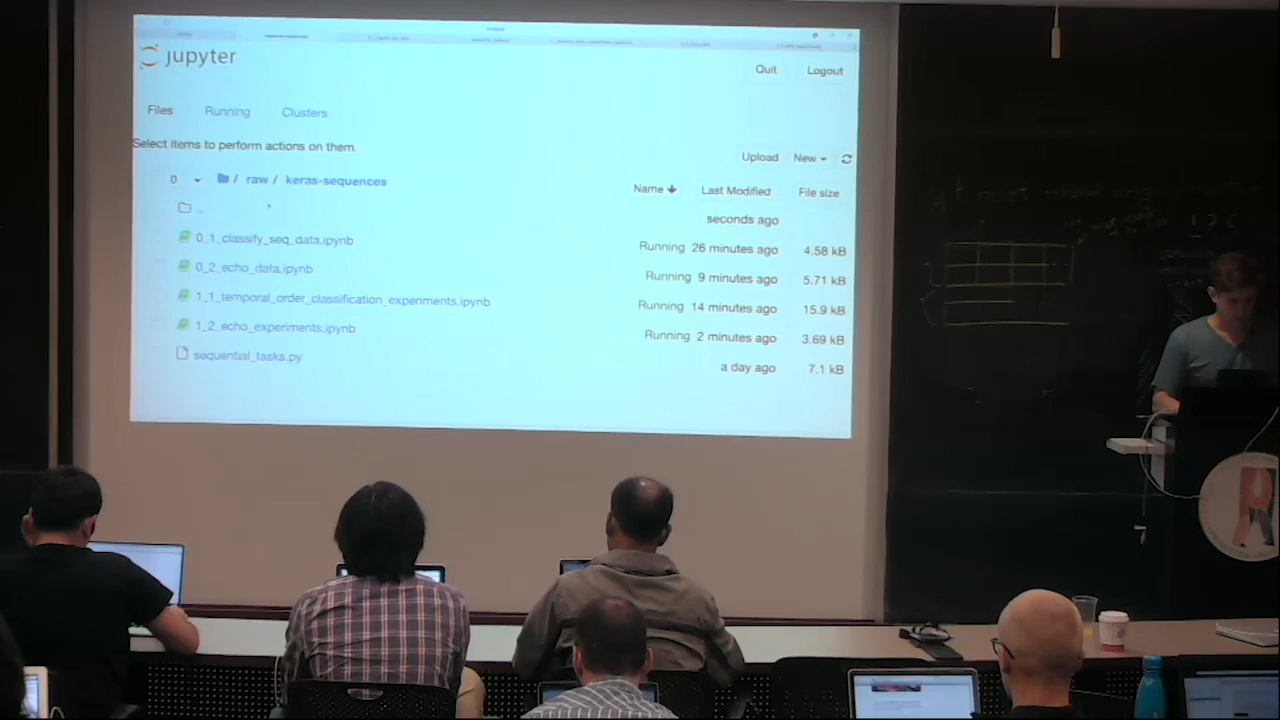 jupyter
Quit Logout
Files Running Clusters
Select items to perform actions on them.
Upload New
0 / raw / keras-sequences
Name Last Modified File size
.. seconds ago
0_1_classify_seq_data.ipynb Running 26 minutes ago 4.58 kB
0_2_echo_data.ipynb Running 9 minutes ago 5.71 kB
1_1_temporal_order_classification_experiments.ipynb Running 14 minutes ago 15.9 kB
1_2_echo_experiments.ipynb Running 2 minutes ago 3.69 kB
sequential_tasks.py a day ago 7.1 kB